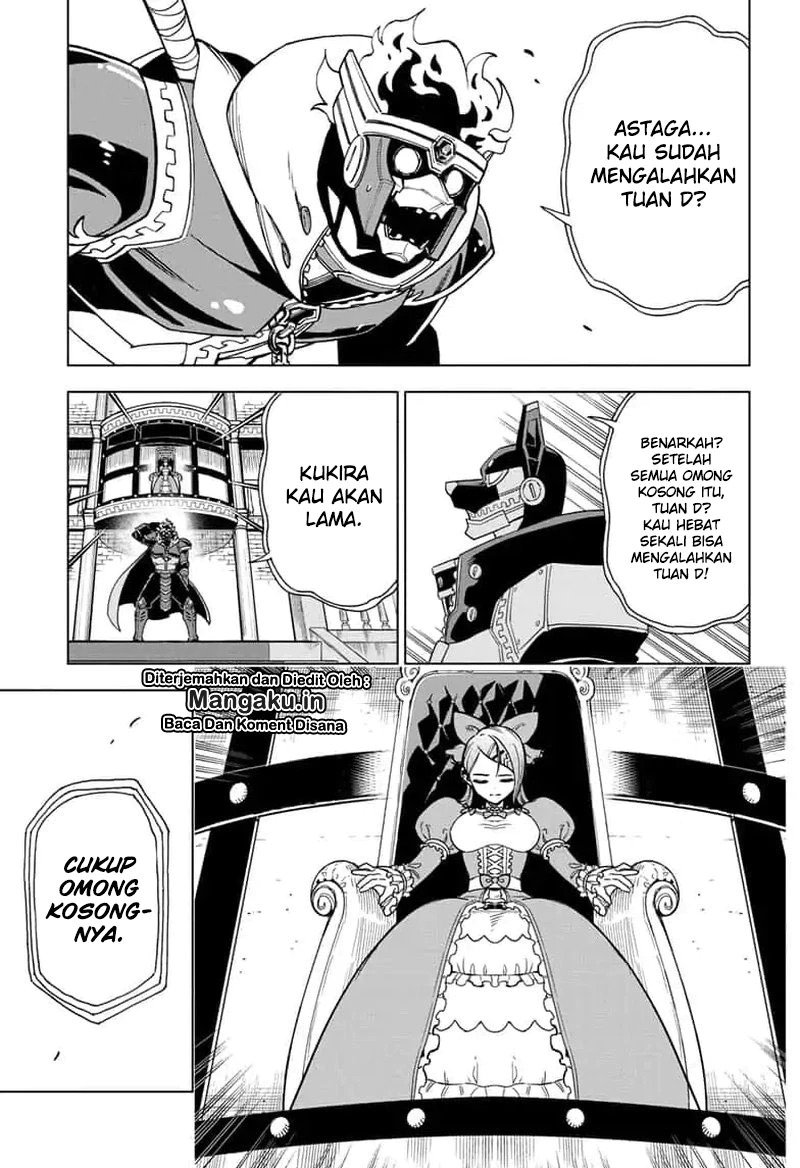 ASTAGA...
KAU SUDAH
MENGALAHKAN
TUAN D?
BENARKAH?
SETELAH
SEMUA OMONG
KOSONG ITU,
TUAN D?
KAU HEBAT
SEKALI BISA
MENGALAHKAN
TUAN D!
KUKIRA
KAU AKAN
LAMA.
Diterjemahkan dan Diedit Oleh :
Mangaku.in
Baca Dan Koment Disana
CUKUP
OMONG
KOSONG-
NYA.